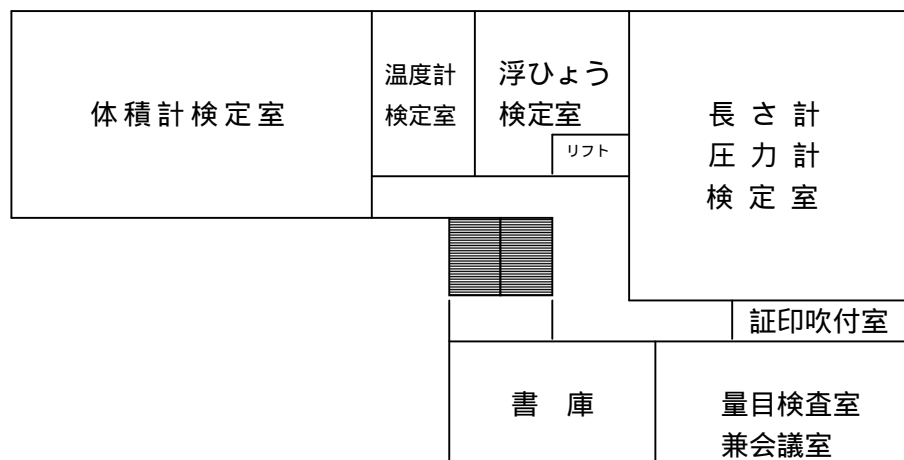 体積計検定室
温度計
検定室
浮ひょう
検定室
リフト
長さ計
圧力計
検定室
証印吹付室
書庫
量目検査室
兼会議室